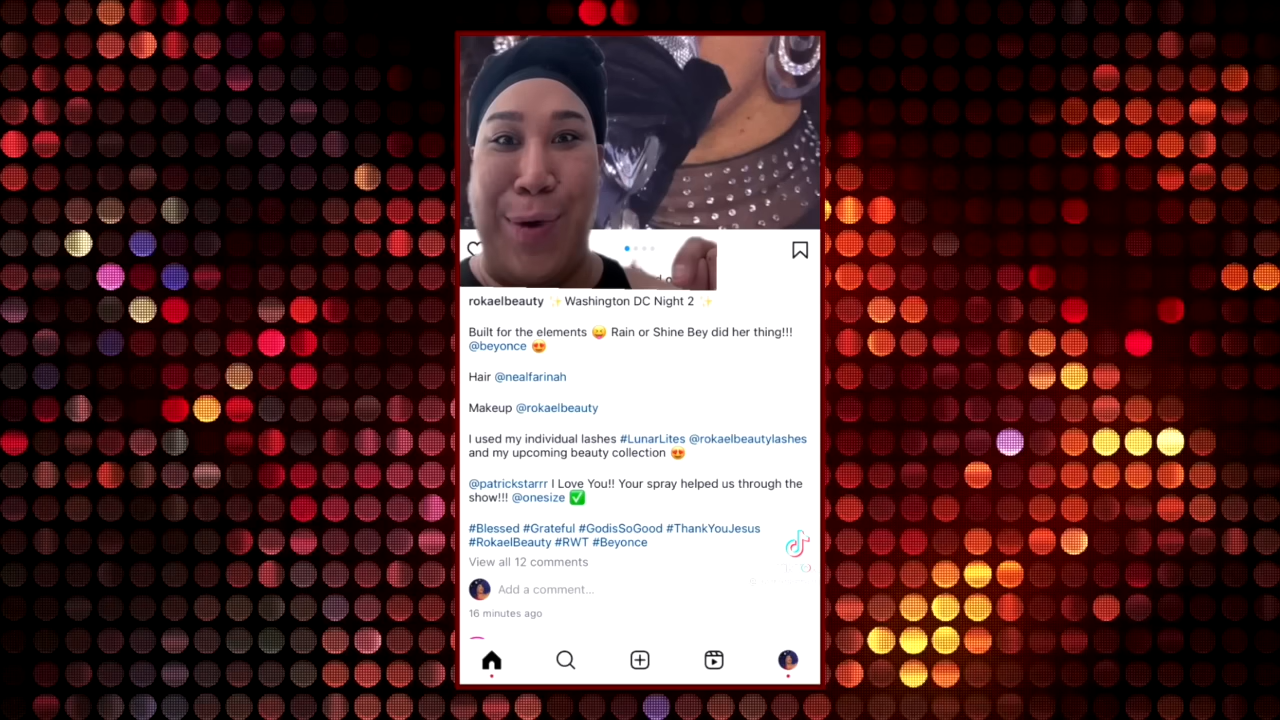 rokaelbeauty ✨ Washington DC Night 2 ✨
Built for the elements 😛 Rain or Shine Bey did her thing!!!
@beyonce 😍
Hair @nealfarinah
Makeup @rokaelbeauty
I used my individual lashes #LunarLites @rokaelbeautylashes
and my upcoming beauty collection 😍
@patrickstarrr I Love You!! Your spray helped us through the
show!!! @onesize ✅
#Blessed #Grateful #GodisSoGood #ThankYouJesus
#RokaelBeauty #RWT #Beyonce
View all 12 comments
Add a comment...
16 minutes ago